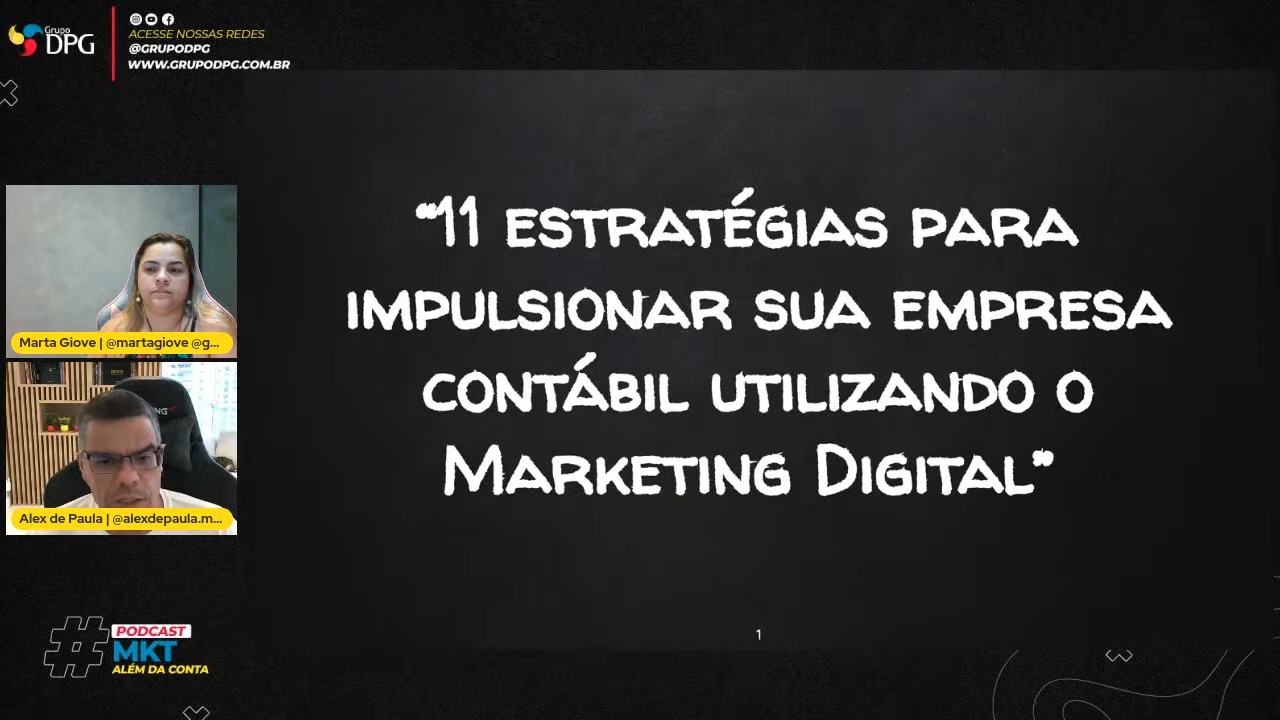 Grupo
DPG
ACESSE NOSSAS REDES
@GRUPODPG
WWW.GRUPODPG.COM.BR
“11 ESTRATÉGIAS PARA
IMPULSIONAR SUA EMPRESA
CONTÁBIL UTILIZANDO O
MARKETING DIGITAL”
Marta Giove | @martagiove @g...
Alex de Paula | @alexdepaula.m...
#
PODCAST
MKT
ALÉM DA CONTA
1